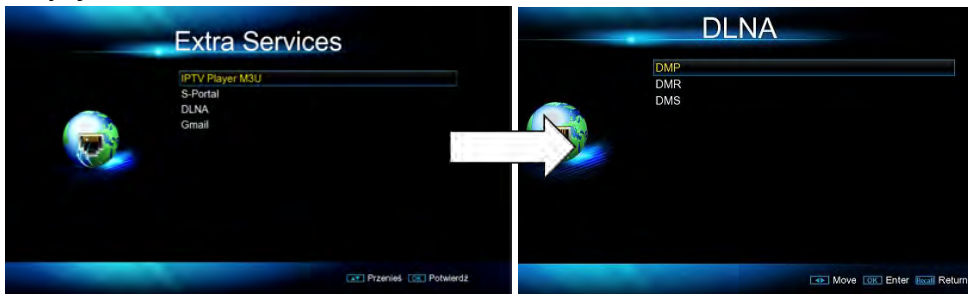 Extra Services
IPTV Player M3U
S-Portal
DLNA
Gmail
Przenieś OK Potwierdź
DLNA
DMP
DMR
DMS
Move OK Enter Recall Return